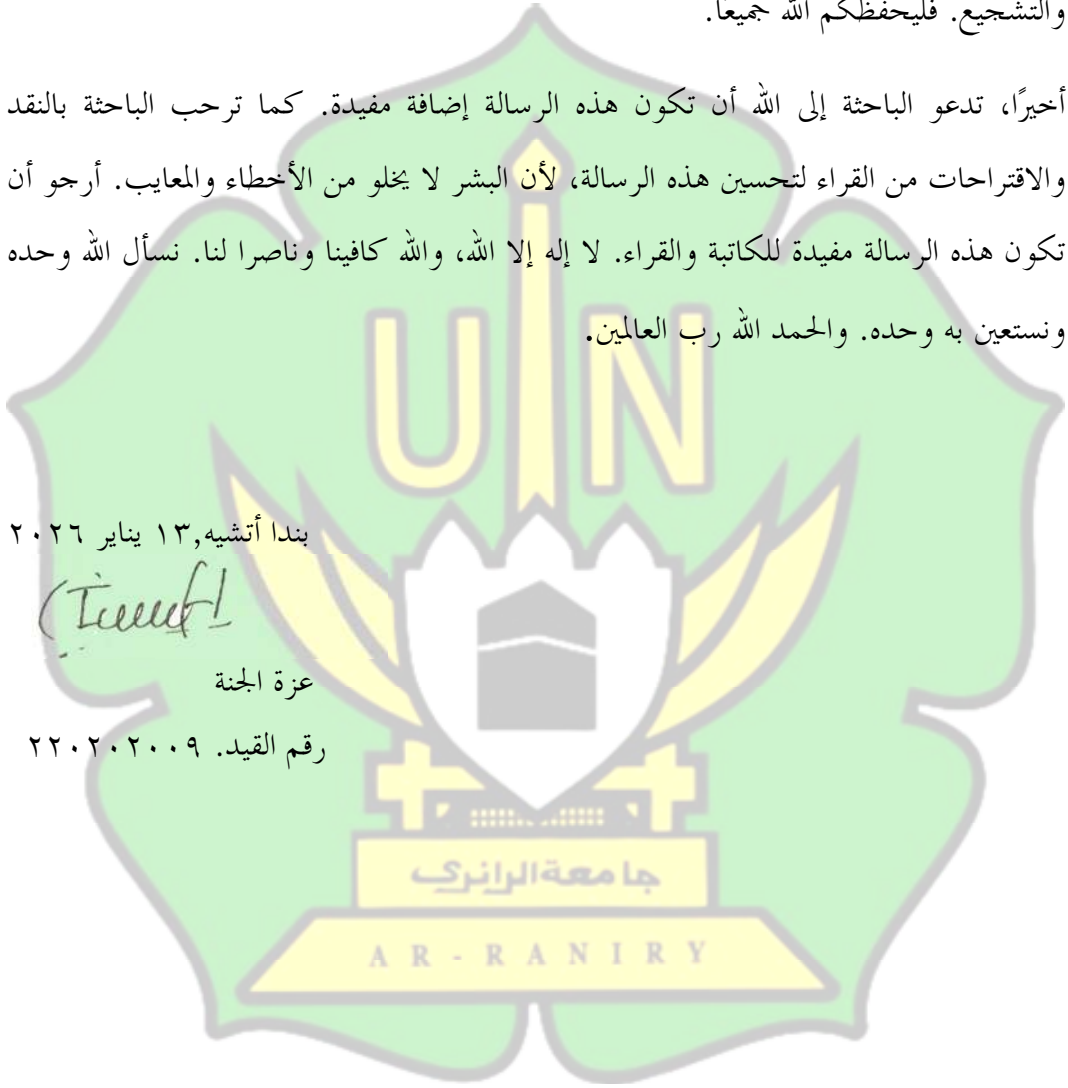 والتشجيع. فليحفظكم الله جميعًا.
أخيرًا، تدعو الباحثة إلى الله أن تكون هذه الرسالة إضافة مفيدة. كما ترحب الباحثة بالنقد
والاقتراحات من القراء لتحسين هذه الرسالة، لأن البشر لا يخلو من الأخطاء والمعايب. أرجو أن
تكون هذه الرسالة مفيدة للكاتبة والقراء. لا إله إلا الله، والله كافينا وناصرا لنا. نسأل الله وحده
ونستعين به وحده. والحمد الله رب العالمين.
UIN
بندا أتشيه,١٣ يناير ٢٠٢٦
عزة الجنة
رقم القيد. ٢٢٠٢٠٢٠٠٩
جامعة الرانري
AR-RANIRY